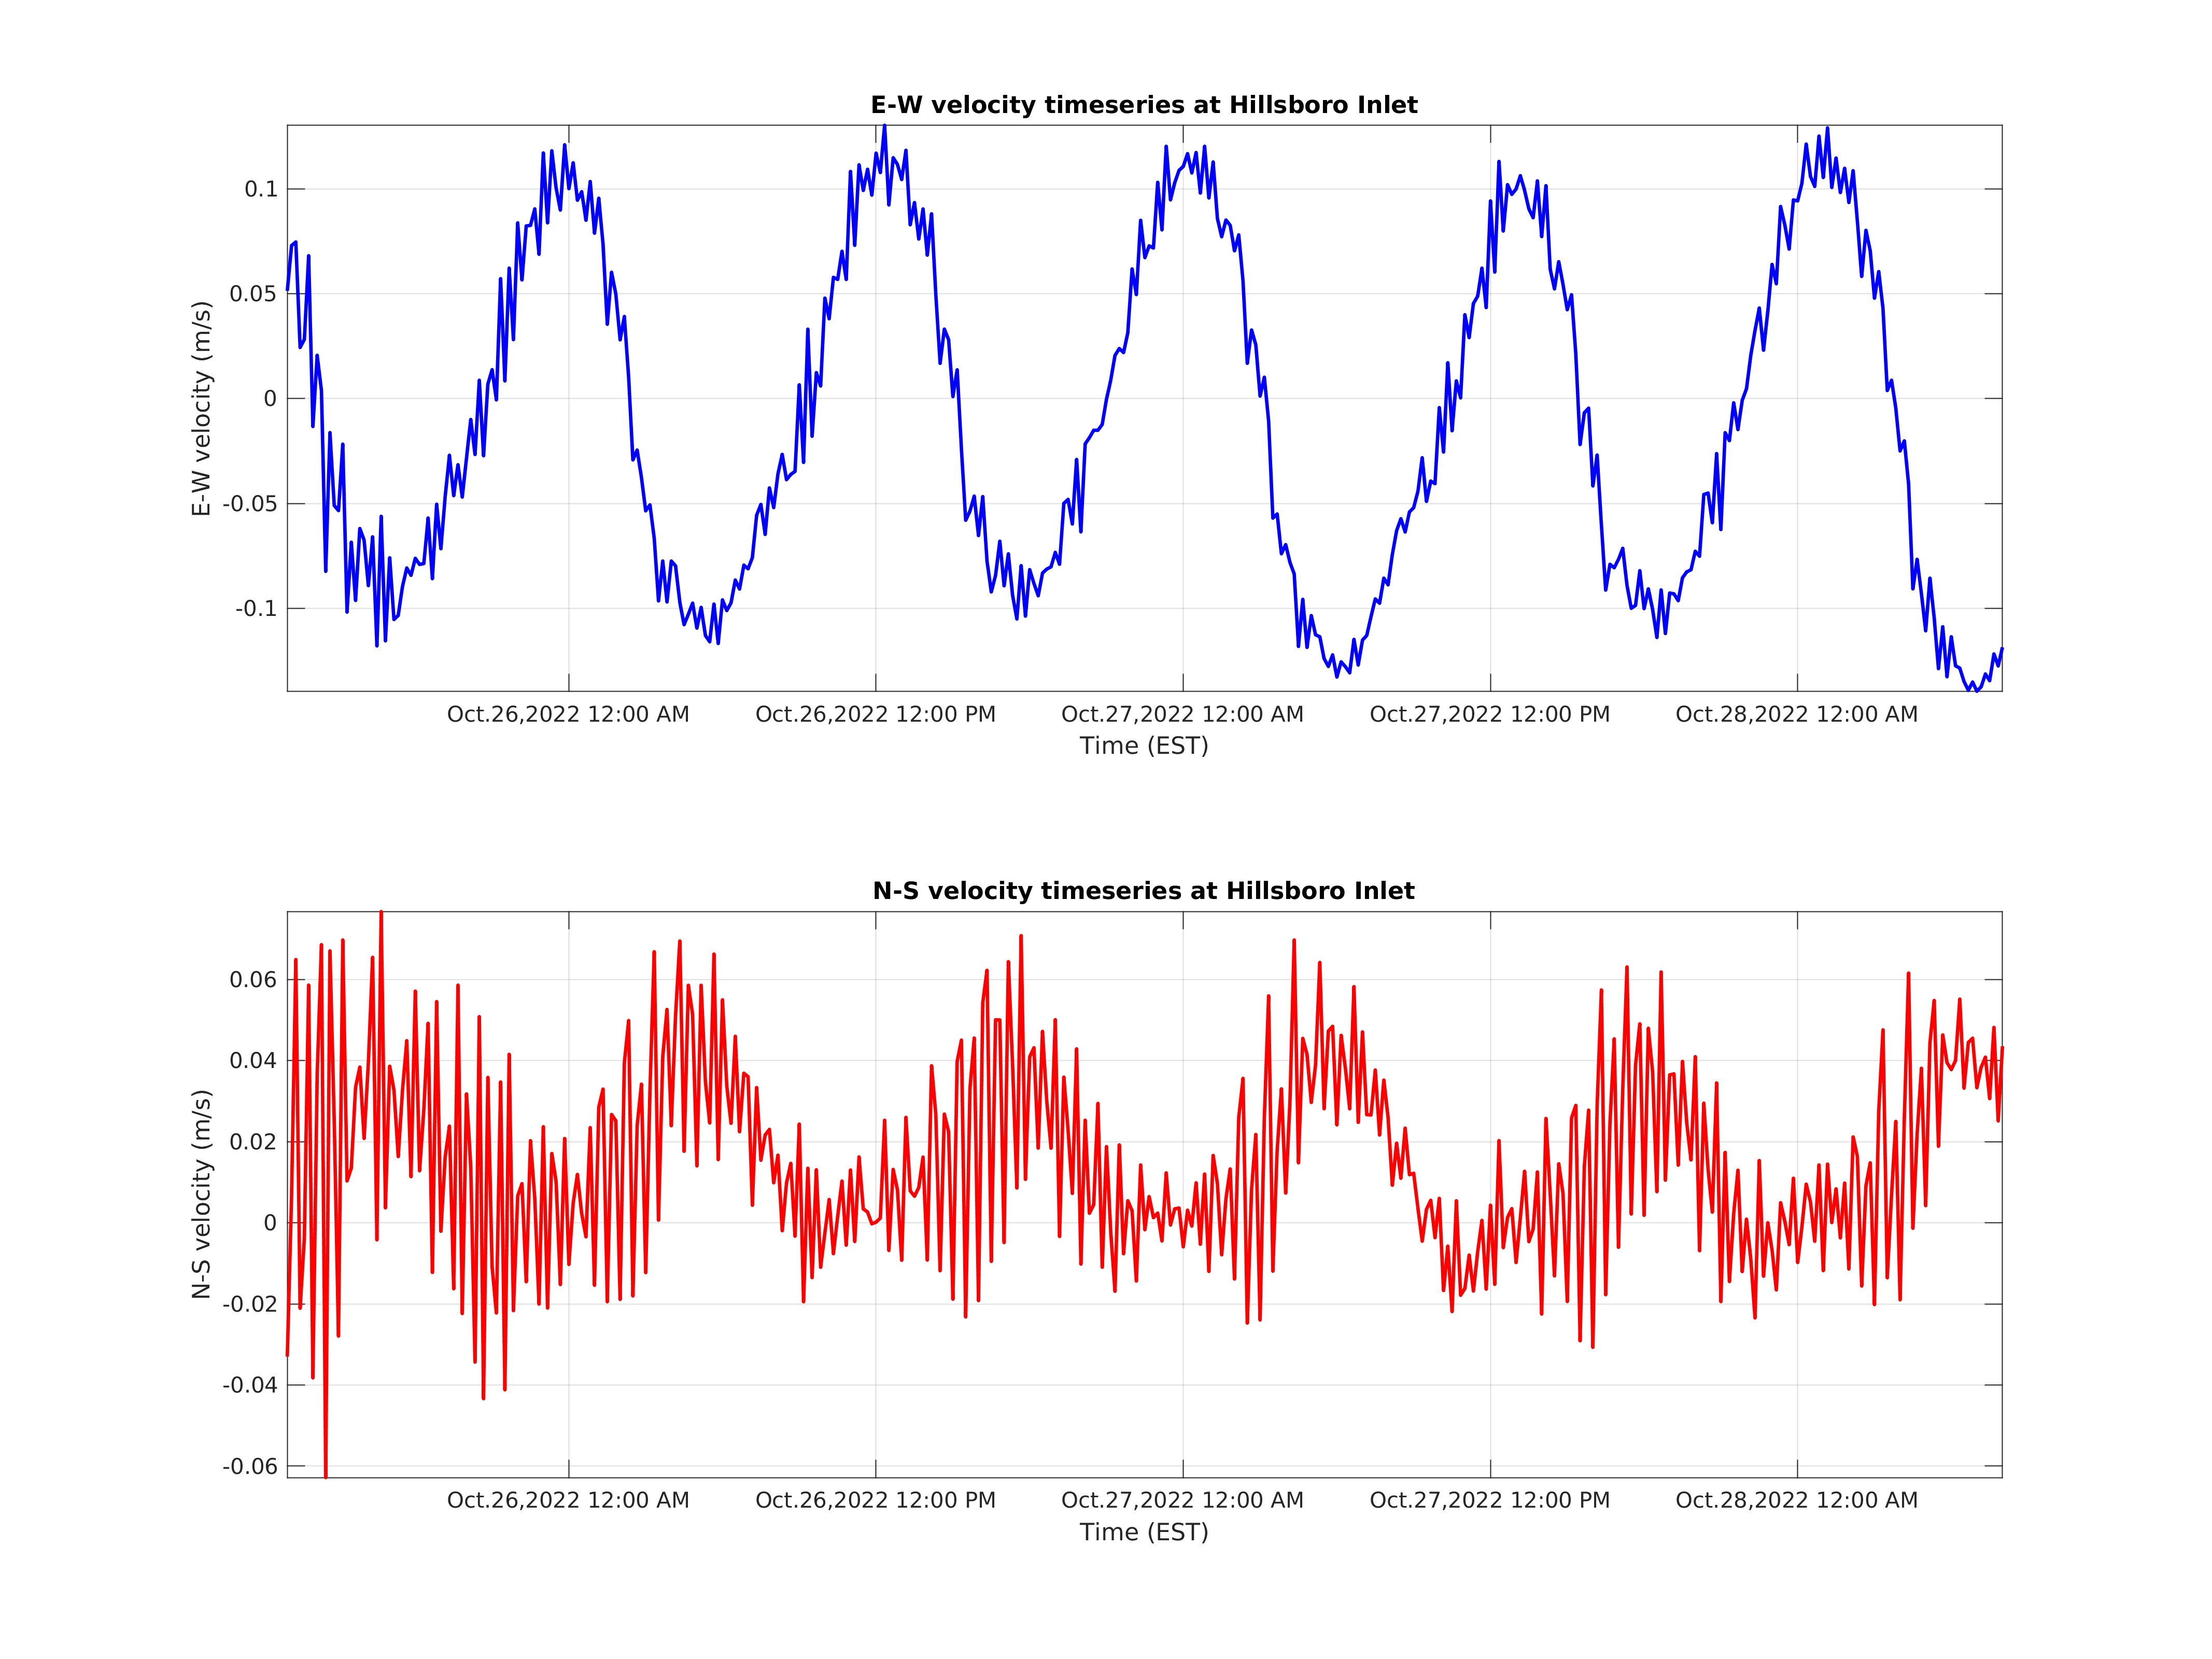 E-W velocity timeseries at Hillsboro Inlet
E-W velocity (m/s)
0.1
0.05
0
-0.05
-0.1
Oct.26,2022 12:00 AM Oct.26,2022 12:00 PM Oct.27,2022 12:00 AM Oct.27,2022 12:00 PM Oct.28,2022 12:00 AM
Time (EST)
N-S velocity timeseries at Hillsboro Inlet
N-S velocity (m/s)
0.06
0.04
0.02
0
-0.02
-0.04
-0.06
Oct.26,2022 12:00 AM Oct.26,2022 12:00 PM Oct.27,2022 12:00 AM Oct.27,2022 12:00 PM Oct.28,2022 12:00 AM
Time (EST)